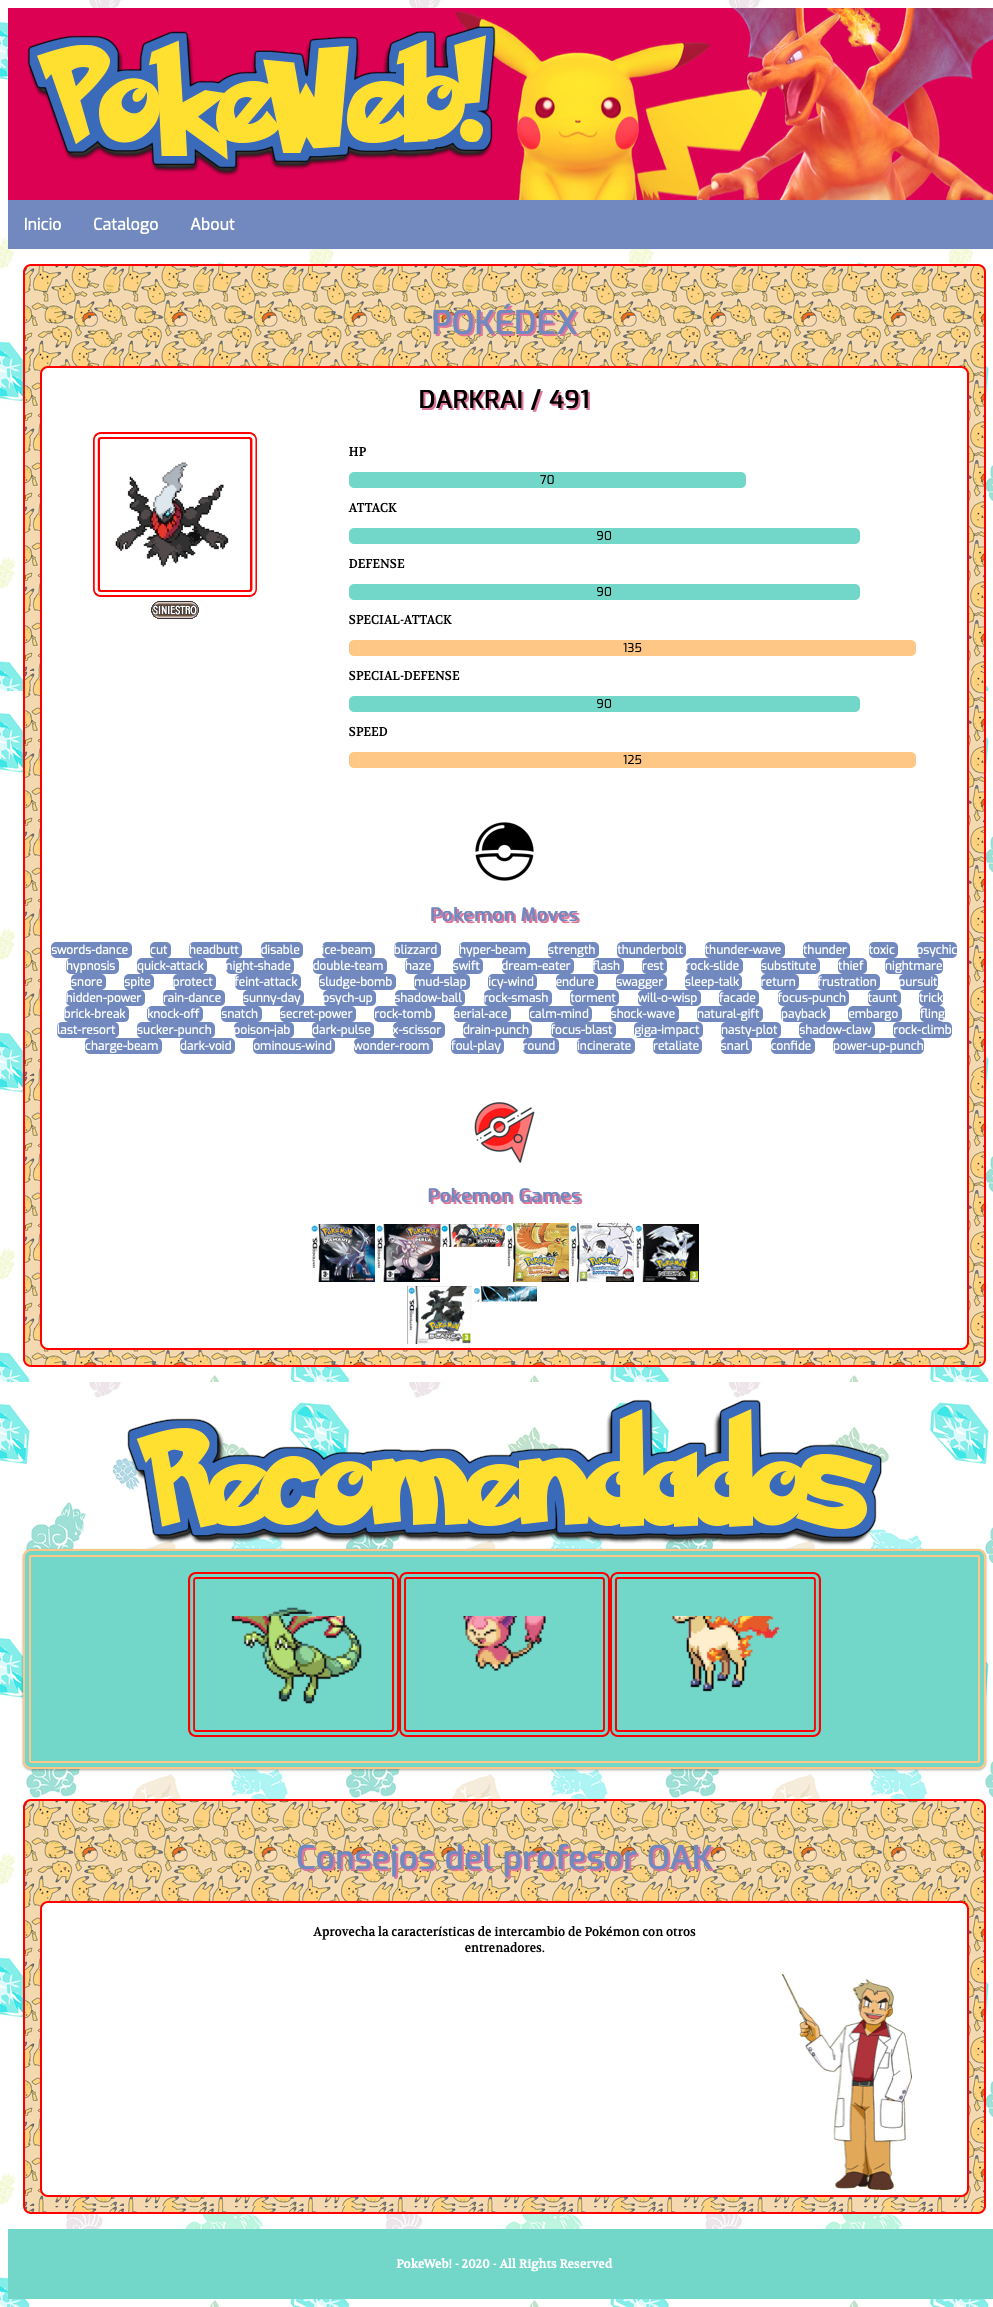 PokeWeb!
Inicio Catalogo About
POKÉDEX
DARKRAI / 491
HP
70
ATTACK
90
DEFENSE
90
SINIESTRO
SPECIAL-ATTACK
135
SPECIAL-DEFENSE
90
SPEED
125
Pokemon Moves
swords-dance cut headbutt disable ice-beam blizzard hyper-beam strength thunderbolt thunder-wave thunder toxic psychic
hypnosis quick-attack night-shade double-team haze swift dream-eater flash rest rock-slide substitute thief nightmare
snore spite protect feint-attack sludge-bomb mud-slap icy-wind endure swagger sleep-talk return frustration pursuit
hidden-power rain-dance sunny-day psych-up shadow-ball rock-smash torment will-o-wisp facade focus-punch taunt trick
brick-break knock-off snatch secret-power rock-tomb aerial-ace calm-mind shock-wave natural-gift payback embargo fling
last-resort sucker-punch poison-jab dark-pulse x-scissor drain-punch focus-blast giga-impact nasty-plot shadow-claw rock-climb
charge-beam dark-void ominous-wind wonder-room foul-play round incinerate retaliate snarl confide power-up-punch
Pokemon Games
Recomendados
Consejos del profesor OAK
Aprovecha la características de intercambio de Pokémon con otros
entrenadores.
PokeWeb! - 2020 - All Rights Reserved